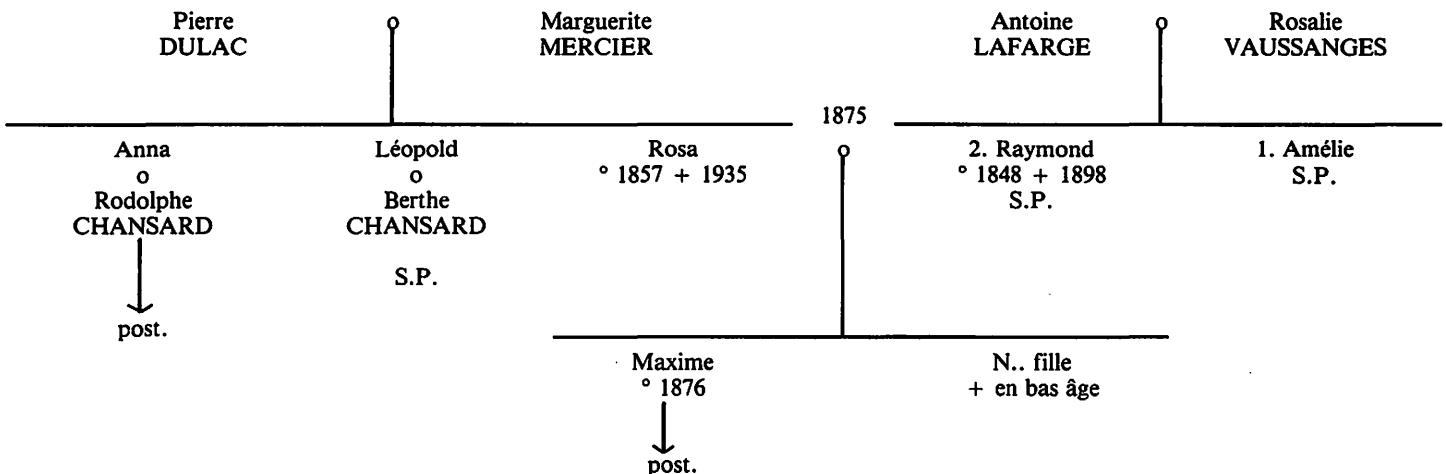 Pierre o Marguerite Antoine o Rosalie
DULAC MERCIER LAFARGE VAUSSANGES
1875
Anna Léopold Rosa o 2. Raymond 1. Amélie
o o ° 1857 + 1935 ° 1848 + 1898 S.P.
Rodolphe Berthe S.P.
CHANSARD CHANSARD
S.P.
post.
Maxime N.. fille
° 1876 + en bas âge
post.